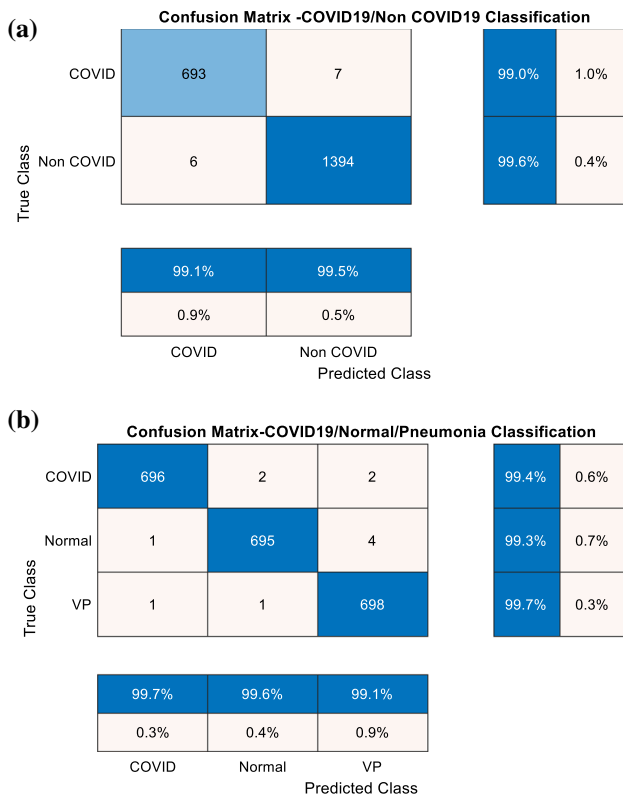 (a)
Confusion Matrix -COVID19/Non COVID19 Classification
COVID 693 7 99.0% 1.0%
Non COVID 6 1394 99.6% 0.4%
True Class
99.1% 99.5%
0.9% 0.5%
COVID Non COVID
Predicted Class
(b)
Confusion Matrix-COVID19/Normal/Pneumonia Classification
COVID 696 2 2 99.4% 0.6%
Normal 1 695 4 99.3% 0.7%
VP 1 1 698 99.7% 0.3%
True Class
99.7% 99.6% 99.1%
0.3% 0.4% 0.9%
COVID Normal VP
Predicted Class